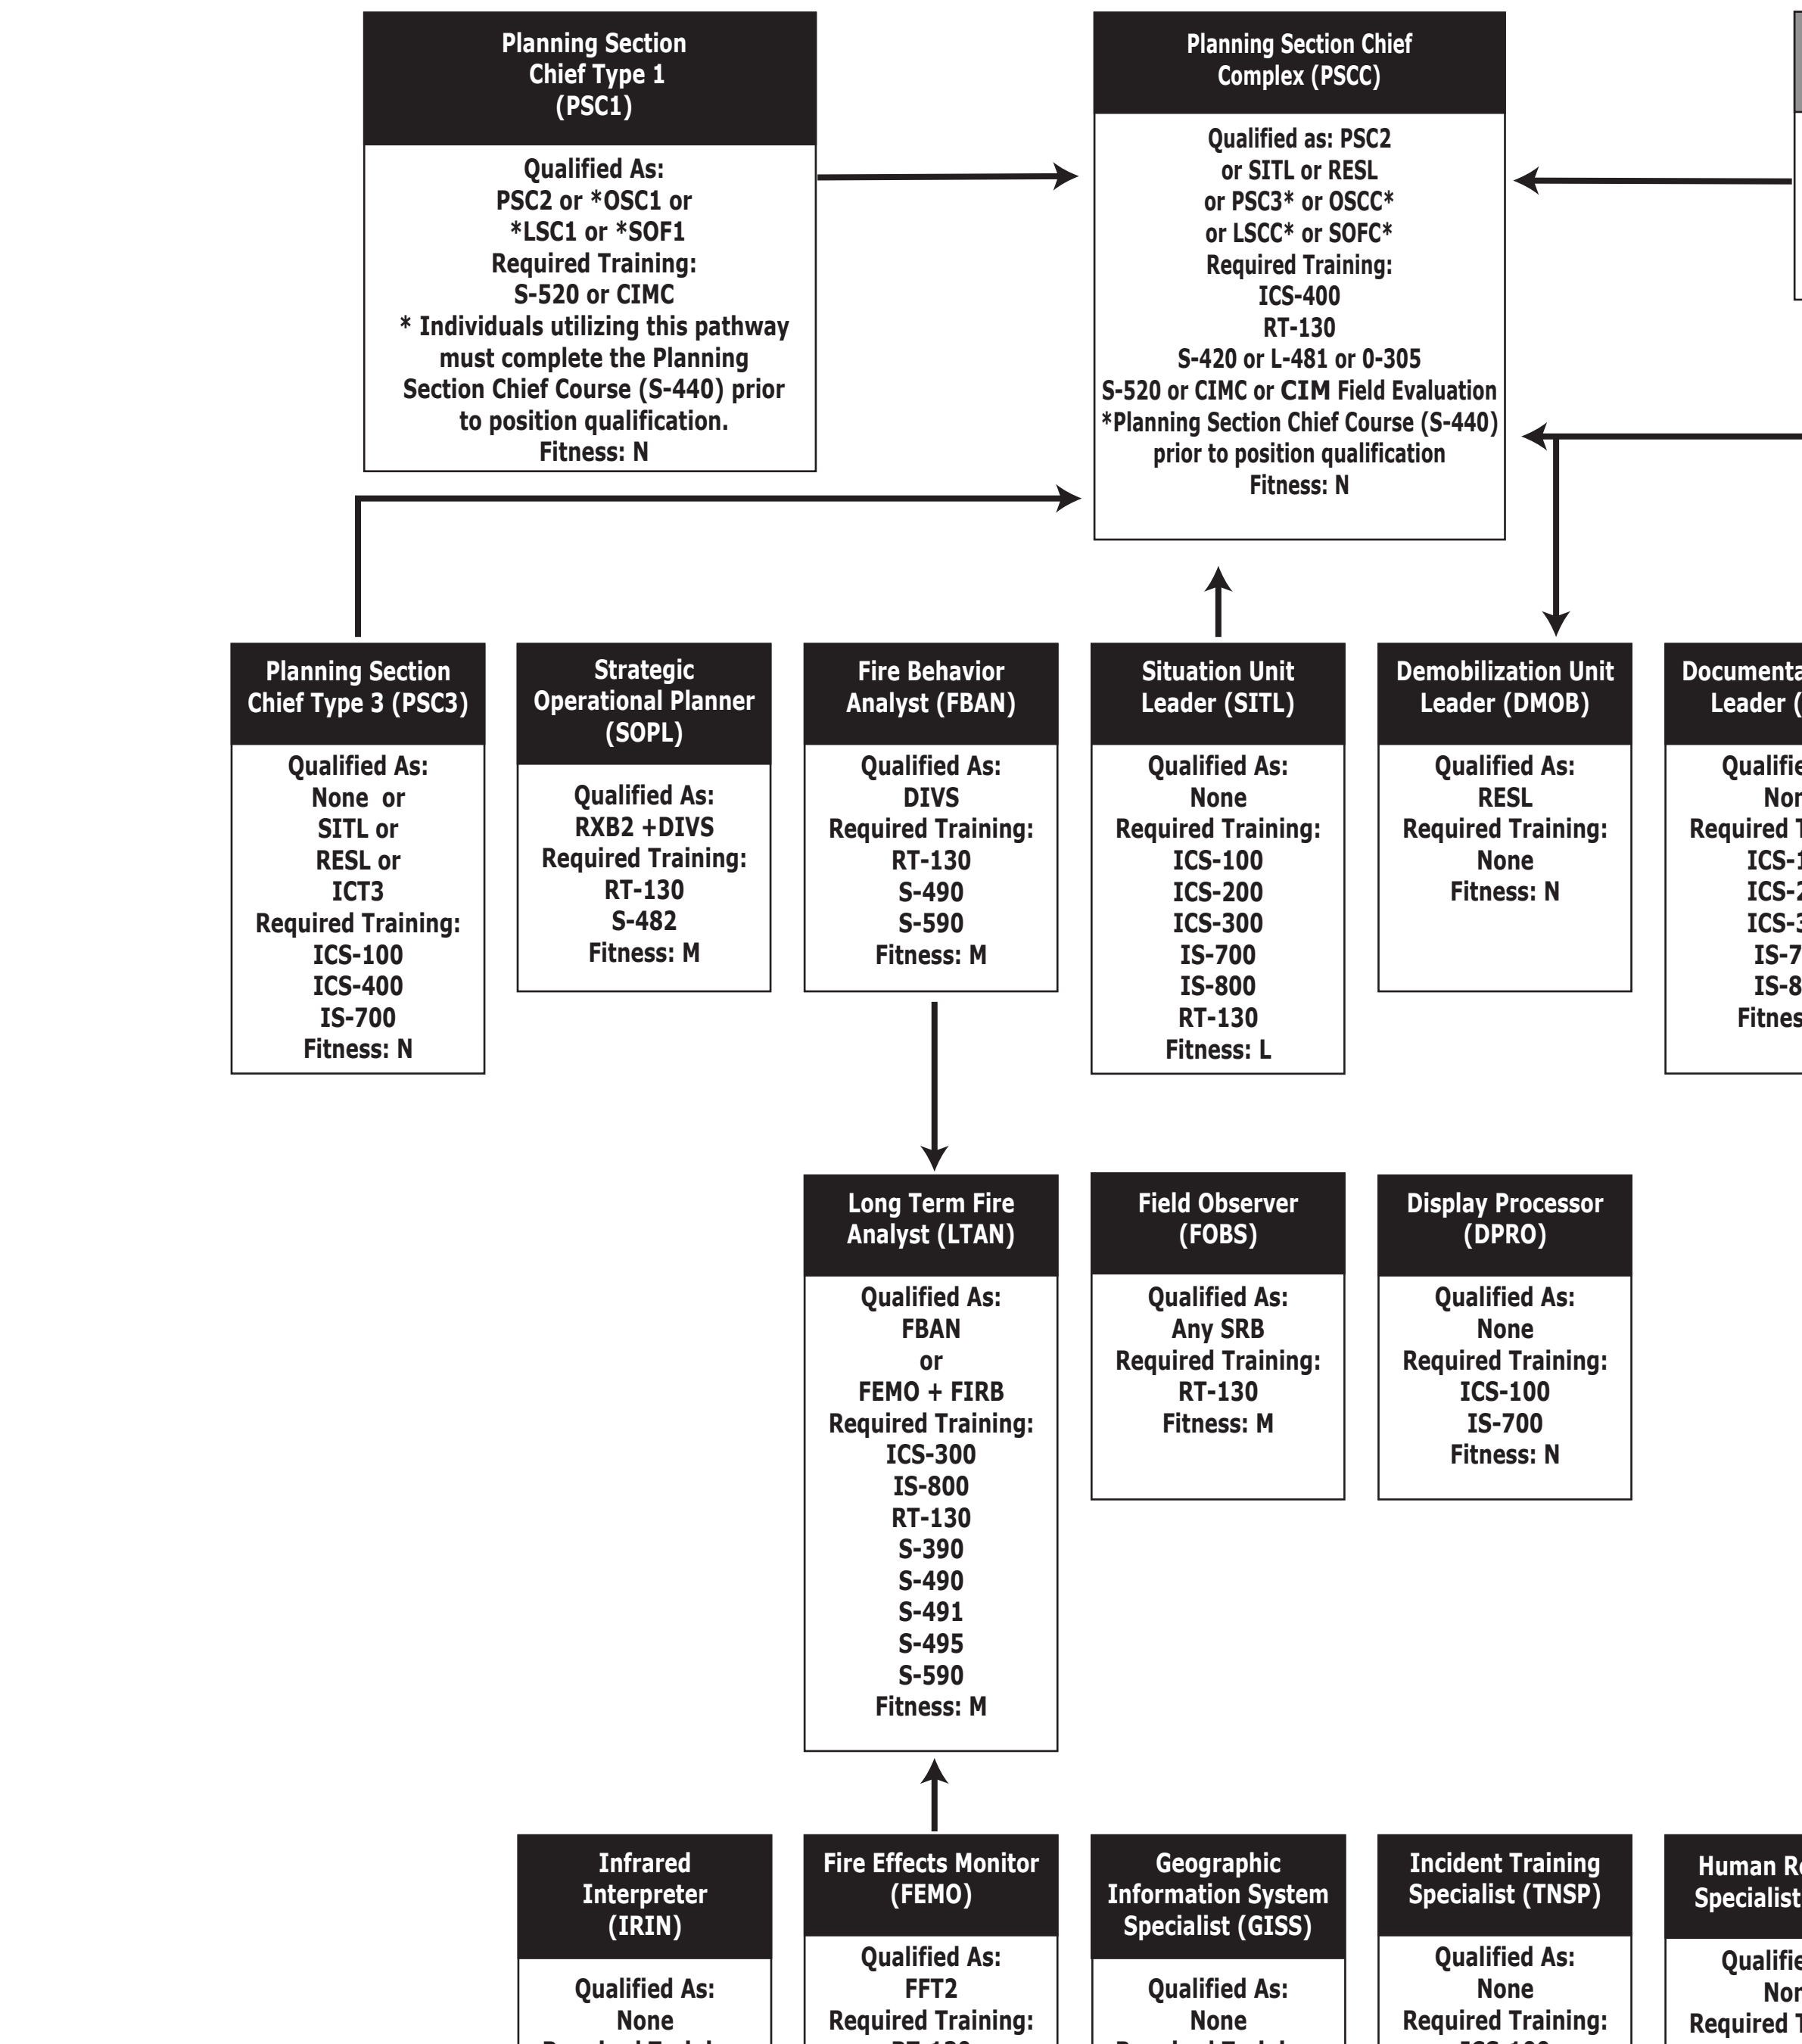 Planning Section
Chief Type 1
(PSC1)
Qualified As:
PSC2 or *OSC1 or
*LSC1 or *SOF1
Required Training:
S-520 or CIMC
* Individuals utilizing this pathway
must complete the Planning
Section Chief Course (S-440) prior
to position qualification.
Fitness: N
Planning Section Chief
Complex (PSCC)
Qualified as: PSC2
or SITL or RESL
or PSC3* or OSCC*
or LSCC* or SOFC*
Required Training:
ICS-400
RT-130
S-420 or L-481 or 0-305
S-520 or CIMC or CIM Field Evaluation
*Planning Section Chief Course (S-440)
prior to position qualification
Fitness: N
Planning Section
Chief Type 3 (PSC3)
Qualified As:
None or
SITL or
RESL or
ICT3
Required Training:
ICS-100
ICS-400
IS-700
Fitness: N
Strategic
Operational Planner
(SOPL)
Qualified As:
RXB2 +DIVS
Required Training:
RT-130
S-482
Fitness: M
Fire Behavior
Analyst (FBAN)
Qualified As:
DIVS
Required Training:
RT-130
S-490
S-590
Fitness: M
Situation Unit
Leader (SITL)
Qualified As:
None
Required Training:
ICS-100
ICS-200
ICS-300
IS-700
IS-800
RT-130
Fitness: L
Demobilization Unit
Leader (DMOB)
Qualified As:
RESL
Required Training:
None
Fitness: N
Leader (
Required
Long Term Fire
Analyst (LTAN)
Qualified As:
FBAN
or
FEMO + FIRB
Required Training:
ICS-300
IS-800
RT-130
S-390
S-490
S-491
S-495
S-590
Fitness: M
Field Observer
(FOBS)
Qualified As:
Any SRB
Required Training:
RT-130
Fitness: M
Display Processor
(DPRO)
Qualified As:
None
Required Training:
ICS-100
IS-700
Fitness: N
Infrared
Interpreter
(IRIN)
Qualified As:
None
Fire Effects Monitor
(FEMO)
Qualified As:
FFT2
Required Training:
Geographic
Information System
Specialist (GISS)
Qualified As:
None
Incident Training
Specialist (TNSP)
Qualified As:
None
Required Training:
Human
Specialist
Required